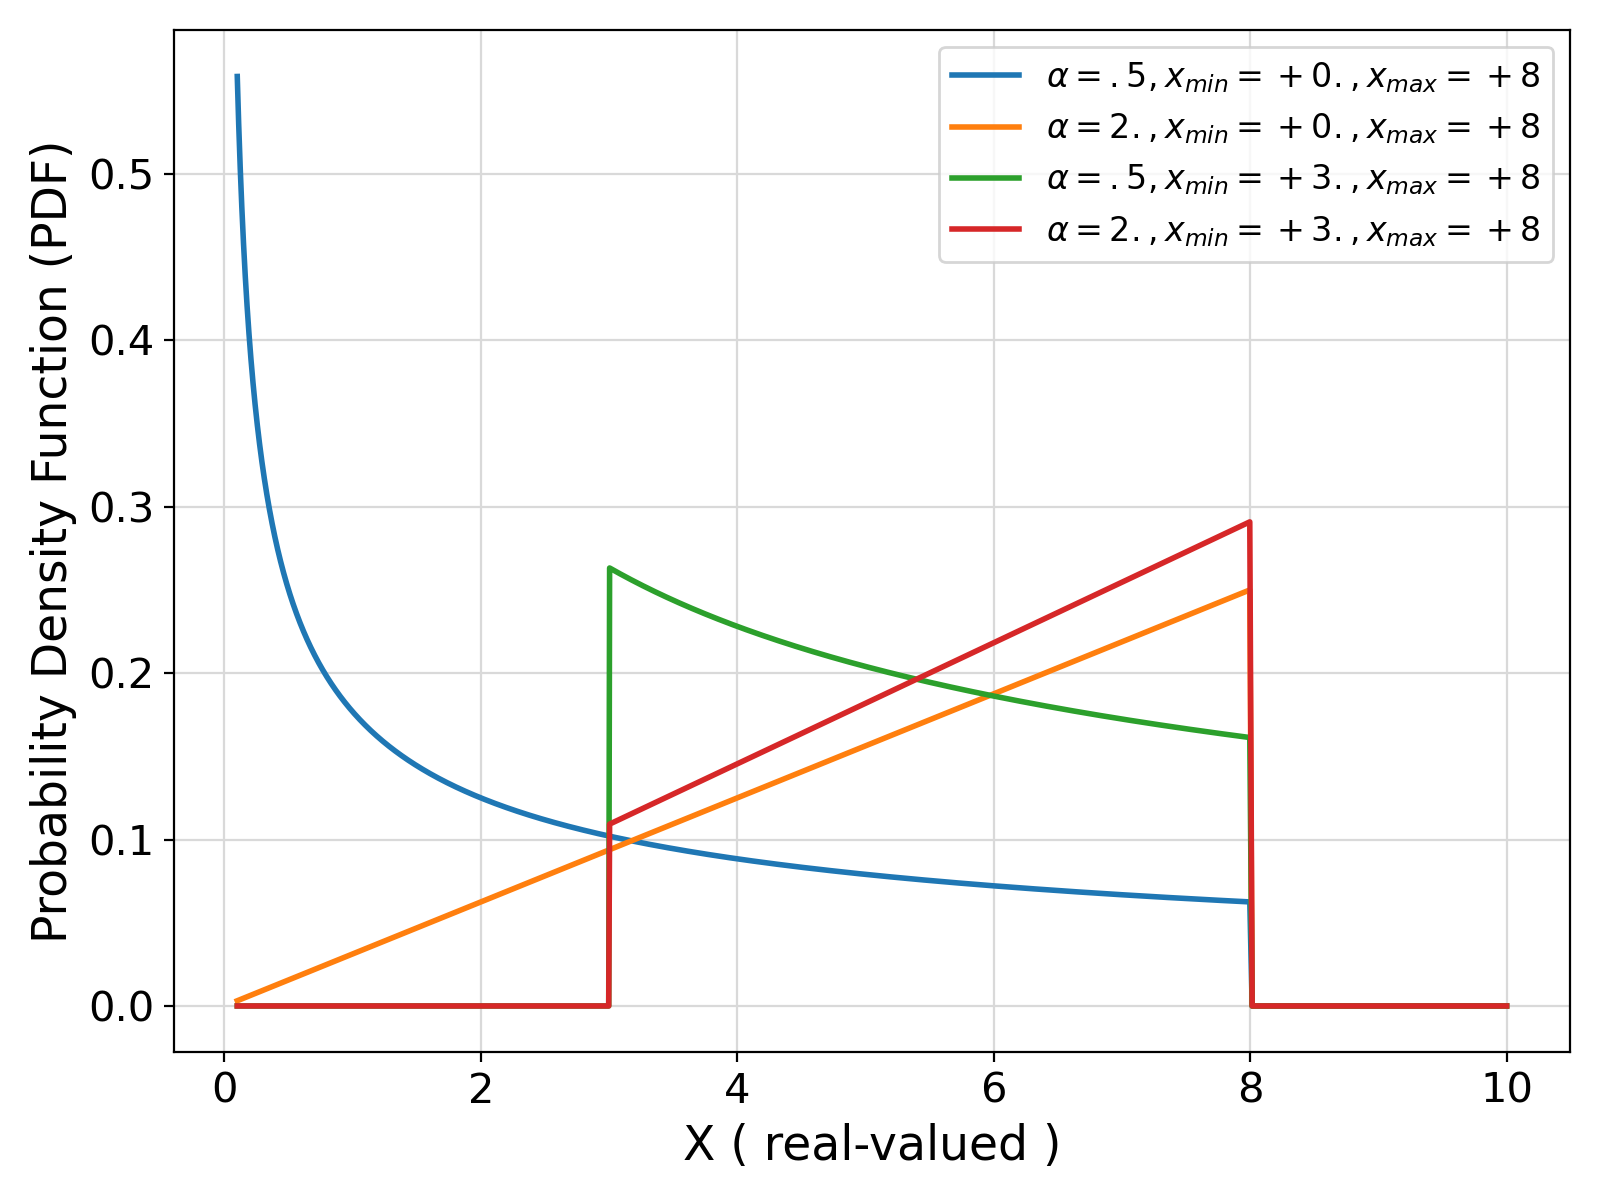 α = .5, x_min = +0., x_max = +8
α = 2., x_min = +0., x_max = +8
α = .5, x_min = +3., x_max = +8
α = 2., x_min = +3., x_max = +8
Probability Density Function (PDF)
0.5
0.4
0.3
0.2
0.1
0.0
0 2 4 6 8 10
X ( real-valued )